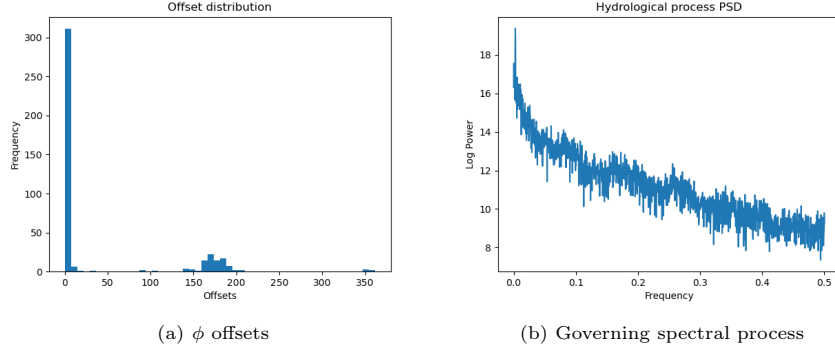 Offset distribution
300
250
200
150
100
50
0
Frequency
0 50 100 150 200 250 300 350
Offsets
(a) ϕ offsets
Hydrological process PSD
18
16
14
12
10
8
Log Power
0.0 0.1 0.2 0.3 0.4 0.5
Frequency
(b) Governing spectral process